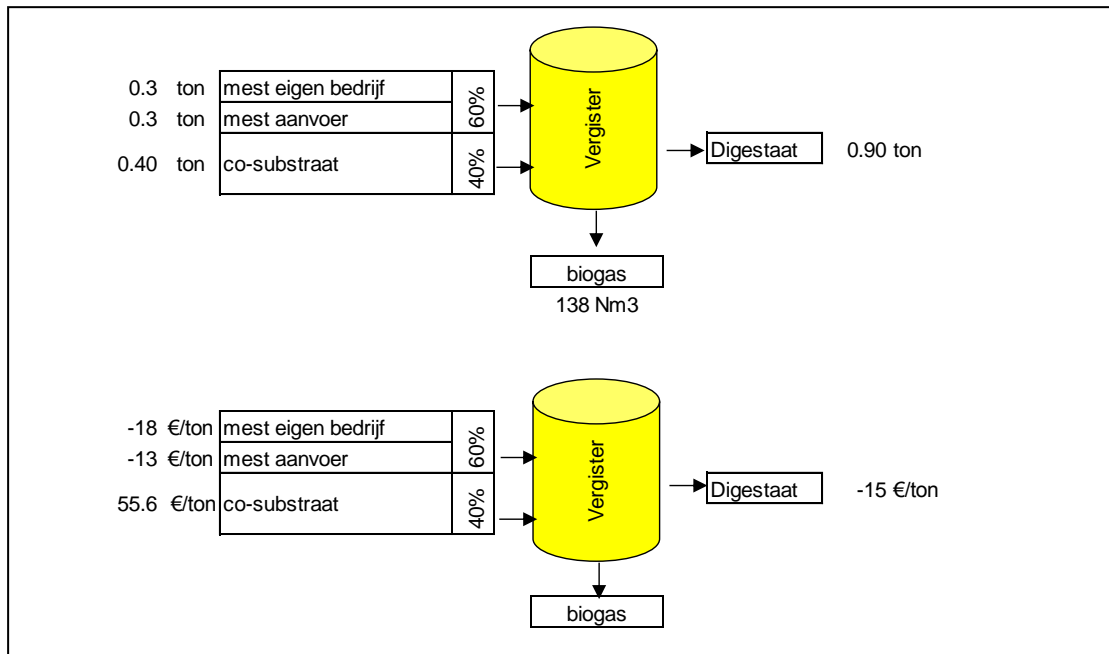 0.3 ton mest eigen bedrijf
0.3 ton mest aanvoer
60%
0.40 ton co-substraat
40%
Vergister
Digestaat 0.90 ton
biogas
138 Nm3
-18 €/ton mest eigen bedrijf
-13 €/ton mest aanvoer
60%
55.6 €/ton co-substraat
40%
Vergister
Digestaat -15 €/ton
biogas